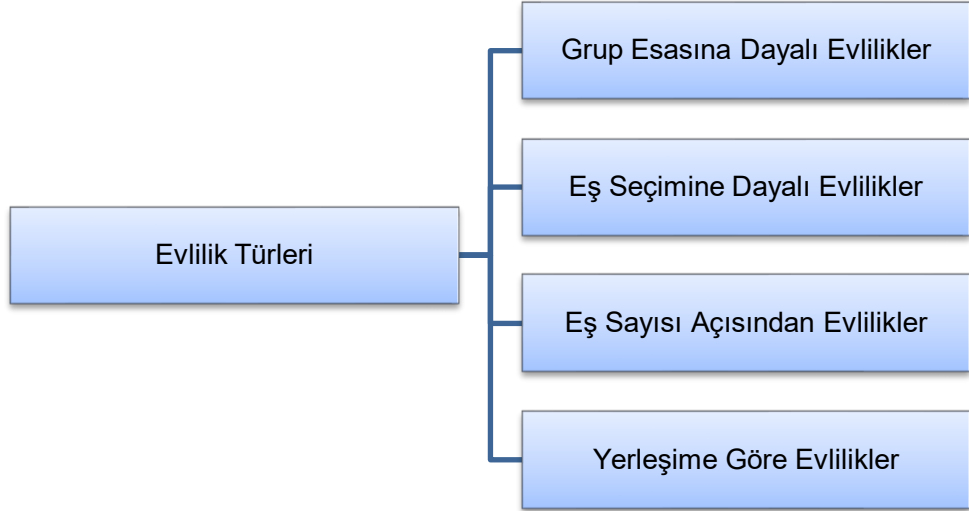 Evlilik Türleri
Grup Esasına Dayalı Evlilikler
Eş Seçimine Dayalı Evlilikler
Eş Sayısı Açısından Evlilikler
Yerleşime Göre Evlilikler